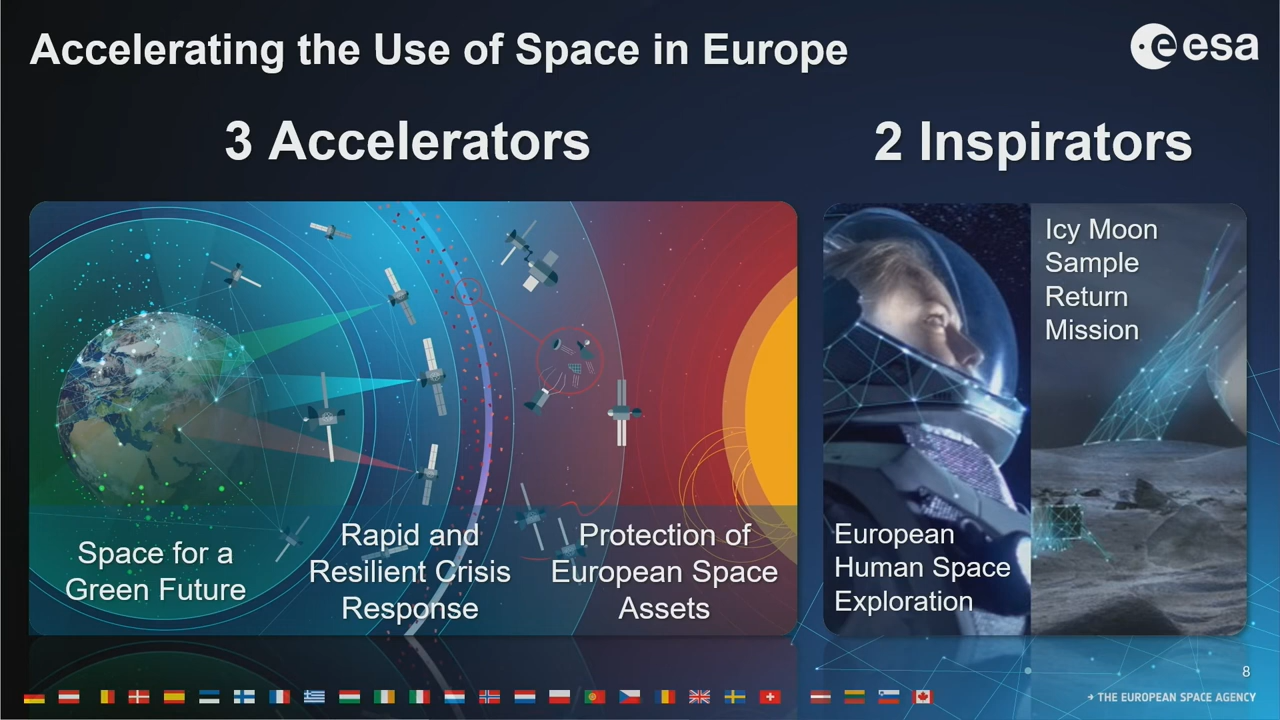 Accelerating the Use of Space in Europe
esa
3 Accelerators
2 Inspirators
Space for a
Green Future
Rapid and
Resilient Crisis
Response
Protection of
European Space
Assets
European
Human Space
Exploration
Icy Moon
Sample
Return
Mission
8
→ THE EUROPEAN SPACE AGENCY